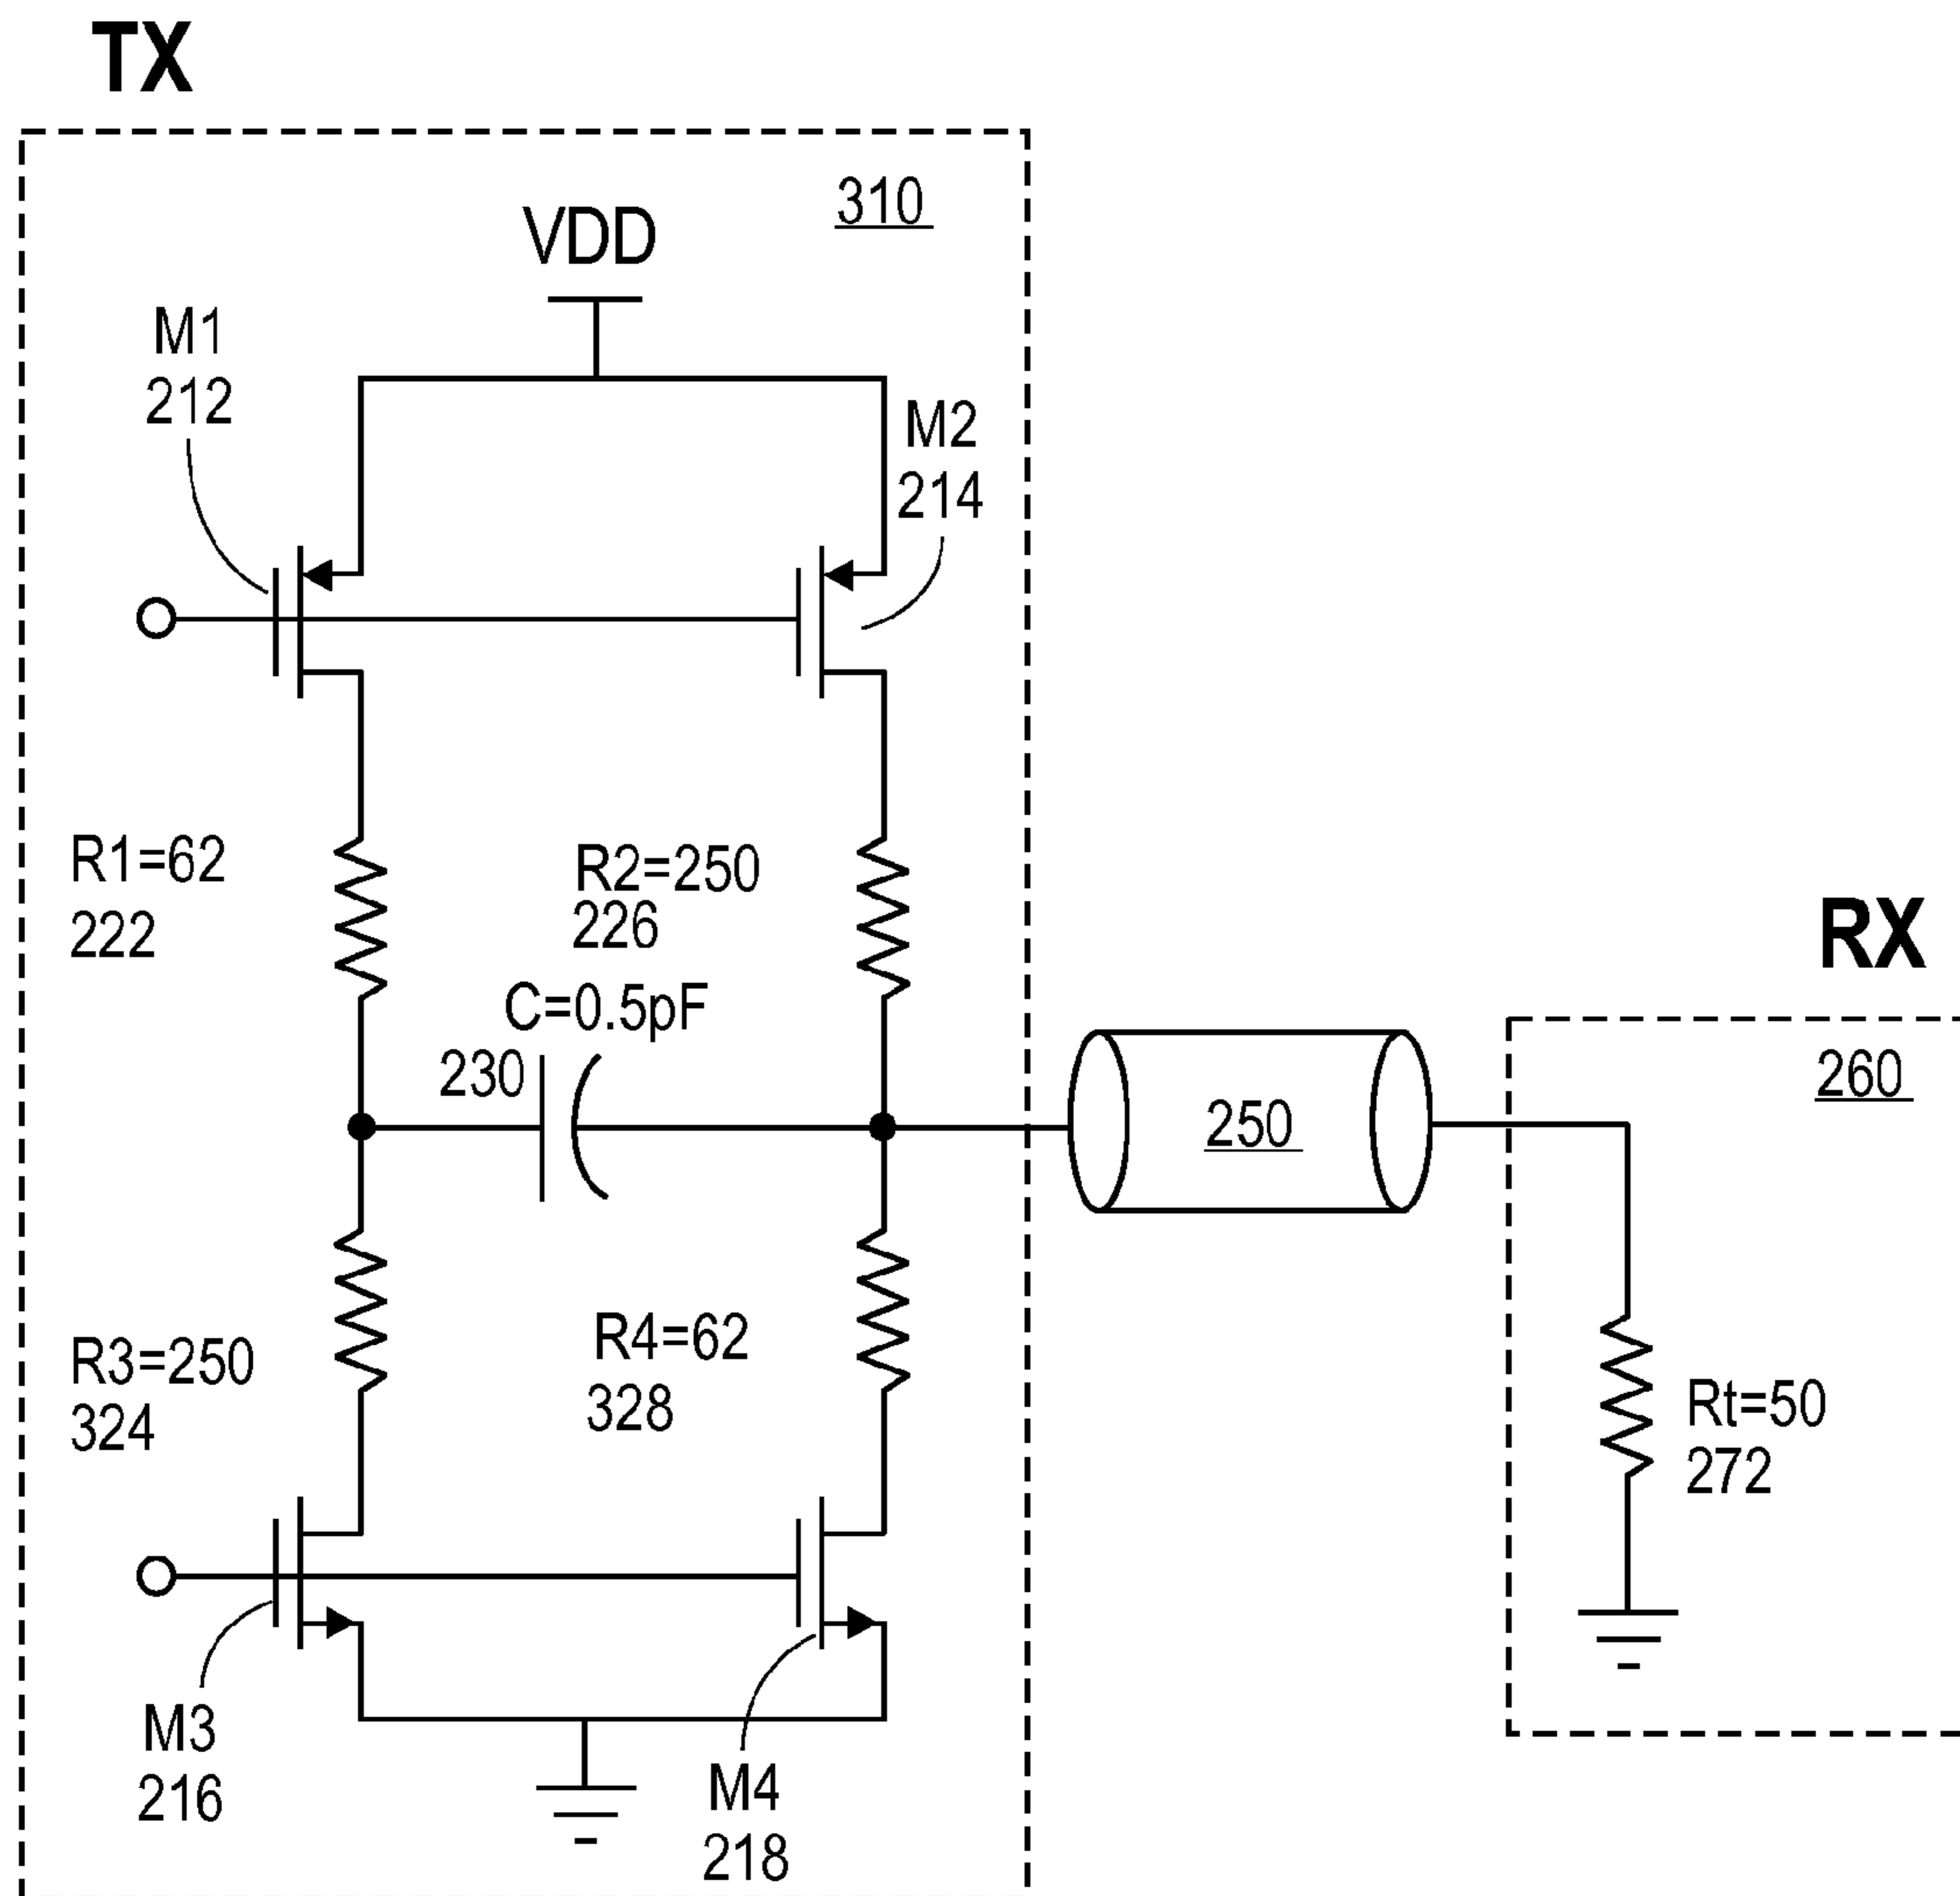 TX
310
VDD
M1
212
M2
214
R1=62
222
R2=250
226
C=0.5pF
230
RX
260
250
R3=250
324
R4=62
328
Rt=50
272
M3
216
M4
218